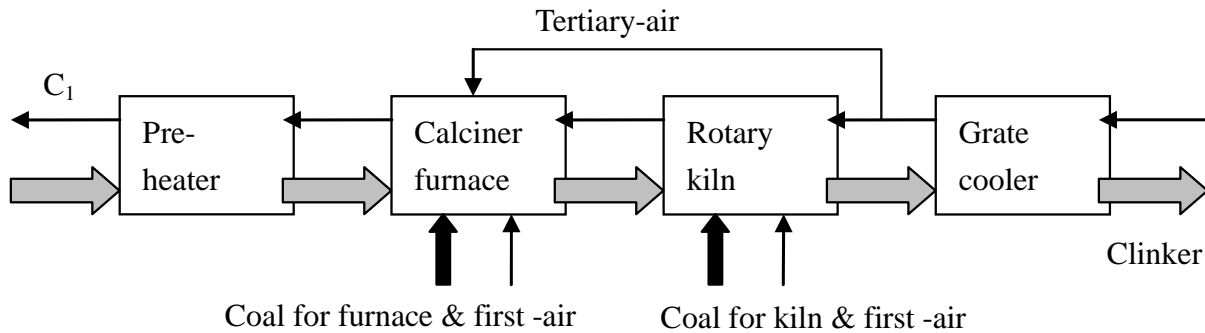 Tertiary-air
C₁
Pre-
heater
Calciner
furnace
Rotary
kiln
Grate
cooler
Clinker
Coal for furnace & first -air
Coal for kiln & first -air